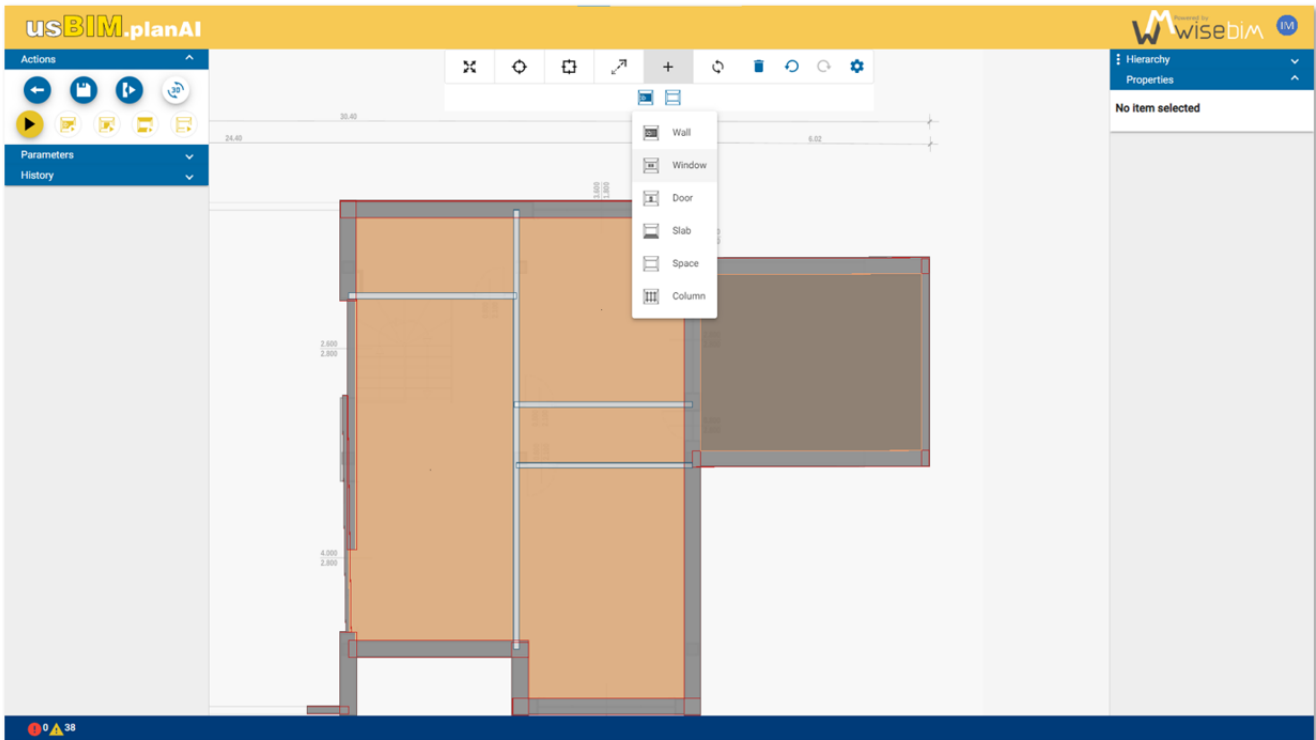 usBIM.planAI
Powered by
wisebim
IM
Actions
Hierarchy
Properties
No item selected
Parameters
History
Wall
Window
Door
Slab
Space
Column
30.40
24.40
6.02
3.600
1.800
2.600
2.800
4.000
2.800
0 38